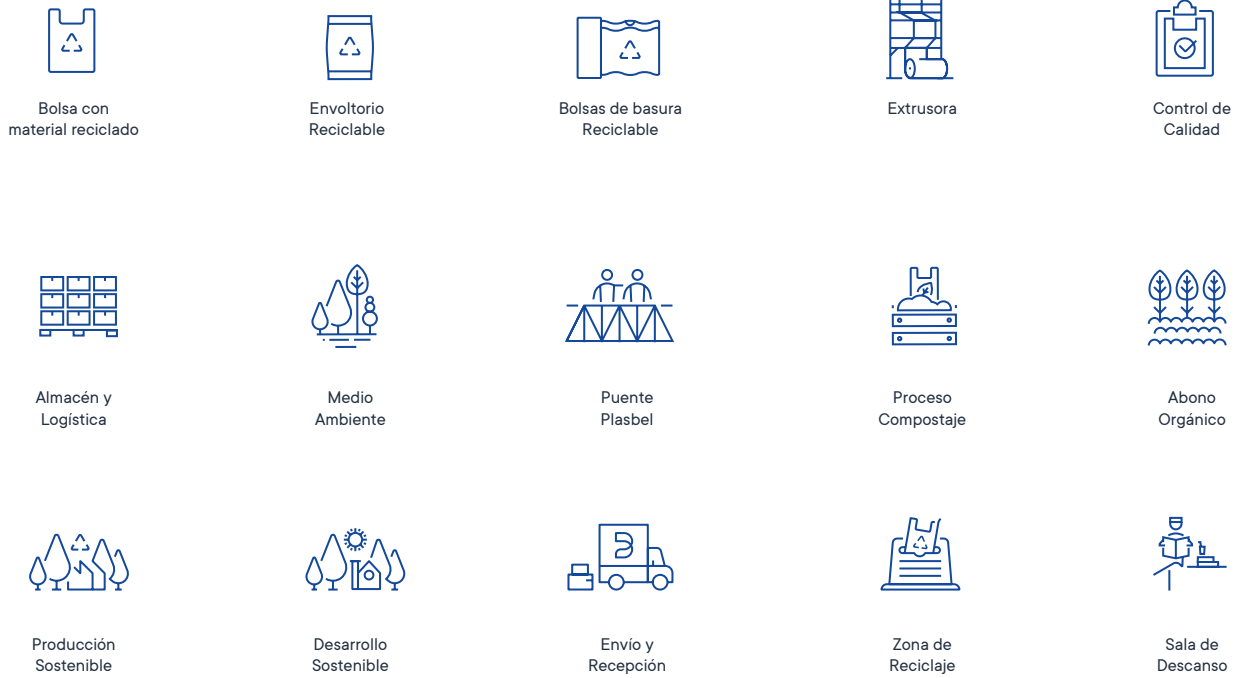 Bolsa con
material reciclado
Envoltorio
Reciclable
Bolsas de basura
Reciclable
Extrusora
Control de
Calidad
Almacén y
Logística
Medio
Ambiente
Puente
Plasbel
Proceso
Compostaje
Abono
Orgánico
Producción
Sostenible
Desarrollo
Sostenible
Envío y
Recepción
Zona de
Reciclaje
Sala de
Descanso